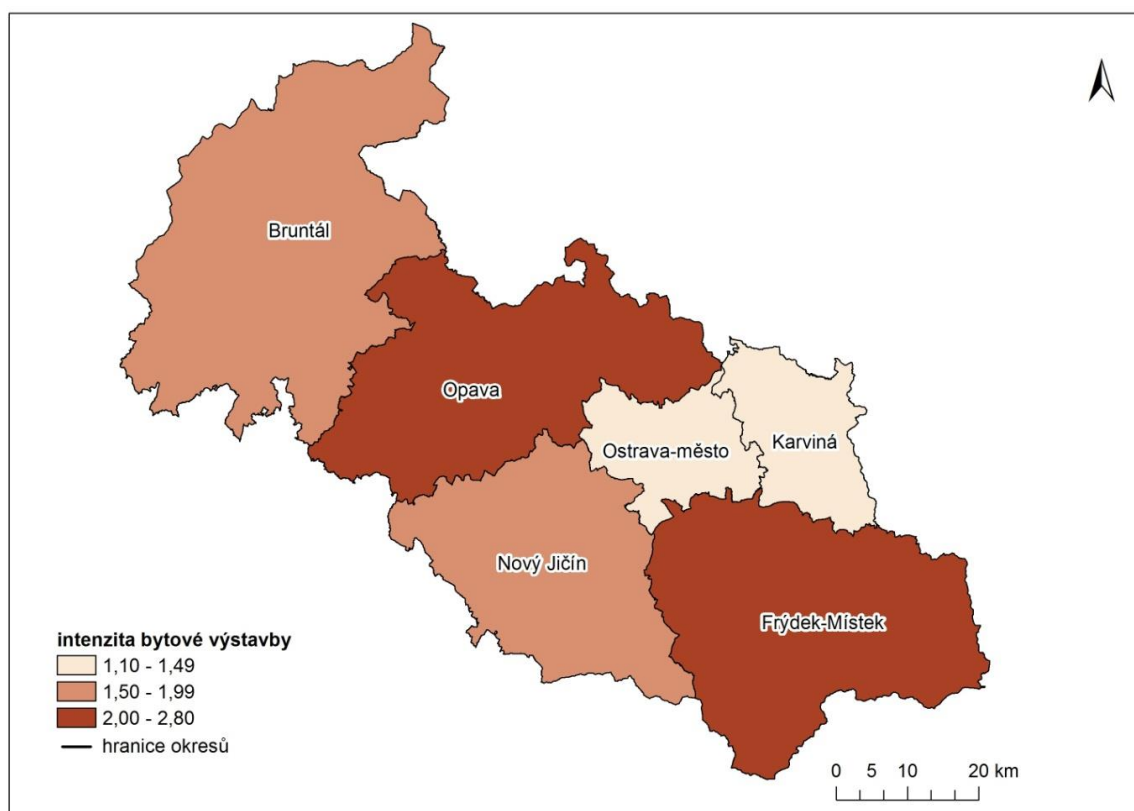 Bruntál
Opava
Karviná
Ostrava-město
Nový Jičín
Frýdek-Místek
intenzita bytové výstavby
1,10 - 1,49
1,50 - 1,99
2,00 - 2,80
hranice okresů
0 5 10 20 km